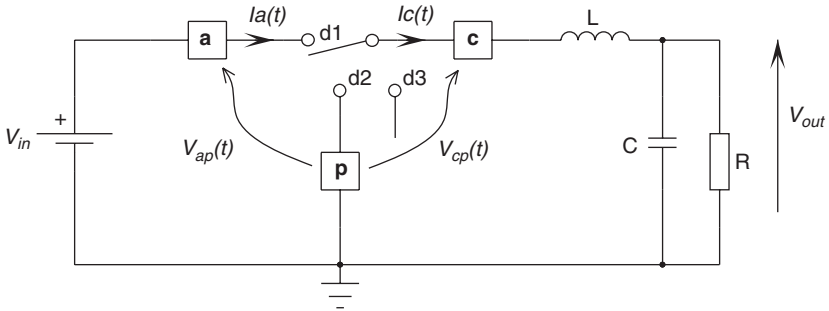 Ia(t) Ic(t) L
a d1 c
d2 d3
+
Vin Vap(t) Vcp(t) C R Vout
p